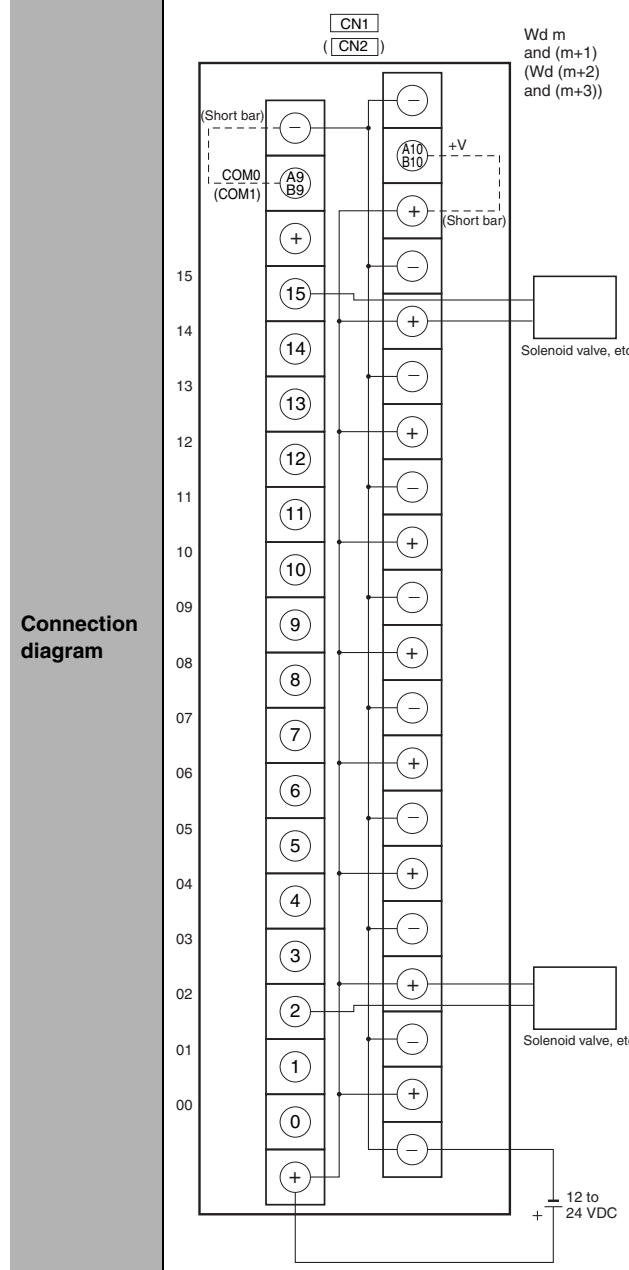 Connection
diagram
CN1
( CN2 )
Wd m
and (m+1)
(Wd (m+2)
and (m+3))
(Short bar)
−
COM0
(COM1)
A9
B9
+
15
15
14
14
13
13
12
12
11
11
10
10
09
9
08
8
07
7
06
6
05
5
04
4
03
3
02
2
01
1
00
0
+
−
A10
B10
+V
+
(Short bar)
−
+
−
+
−
+
−
+
−
+
−
+
−
+
−
+
−
Solenoid valve, etc
Solenoid valve, etc
+
12 to
24 VDC